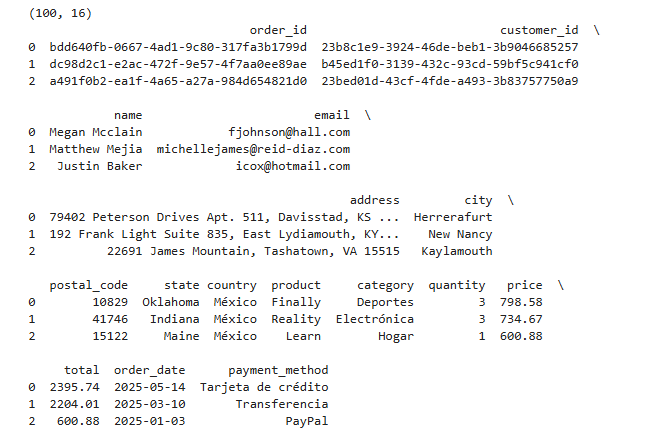 (100, 16)
order_id customer_id \
0 bdd640fb-0667-4ad1-9c80-317fa3b1799d 23b8c1e9-3924-46de-beb1-3b9046685257
1 dc98d2c1-e2ac-472f-9e57-4f7aa0ee89ae b45ed1f0-3139-432c-93cd-59bf5c941cf0
2 a491f0b2-ea1f-4a65-a27a-984d654821d0 23bed01d-43cf-4fde-a493-3b83757750a9
name email \
0 Megan Mcclain fjohnson@hall.com
1 Matthew Mejia michellejames@reid-diaz.com
2 Justin Baker icox@hotmail.com
address city \
0 79402 Peterson Drives Apt. 511, Davisstad, KS ... Herrerafurt
1 192 Frank Light Suite 835, East Lydiamouth, KY... New Nancy
2 22691 James Mountain, Tashatown, VA 15515 Kaylamouth
postal_code state country product category quantity price \
0 10829 Oklahoma México Finally Deportes 3 798.58
1 41746 Indiana México Reality Electrónica 3 734.67
2 15122 Maine México Learn Hogar 1 600.88
total order_date payment_method
0 2395.74 2025-05-14 Tarjeta de crédito
1 2204.01 2025-03-10 Transferencia
2 600.88 2025-01-03 PayPal